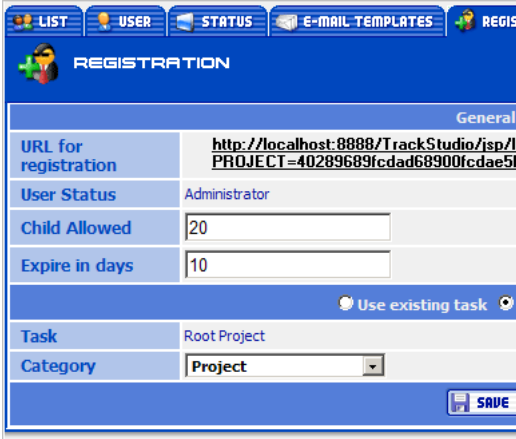 LIST USER STATUS E-MAIL TEMPLATES REGIS
REGISTRATION
General
URL for registration
http://localhost:8888/TrackStudio/jsp/
PROJECT=40289689fcdad68900fcdae5
User Status Administrator
Child Allowed 20
Expire in days 10
Use existing task
Task Root Project
Category Project
SAVE